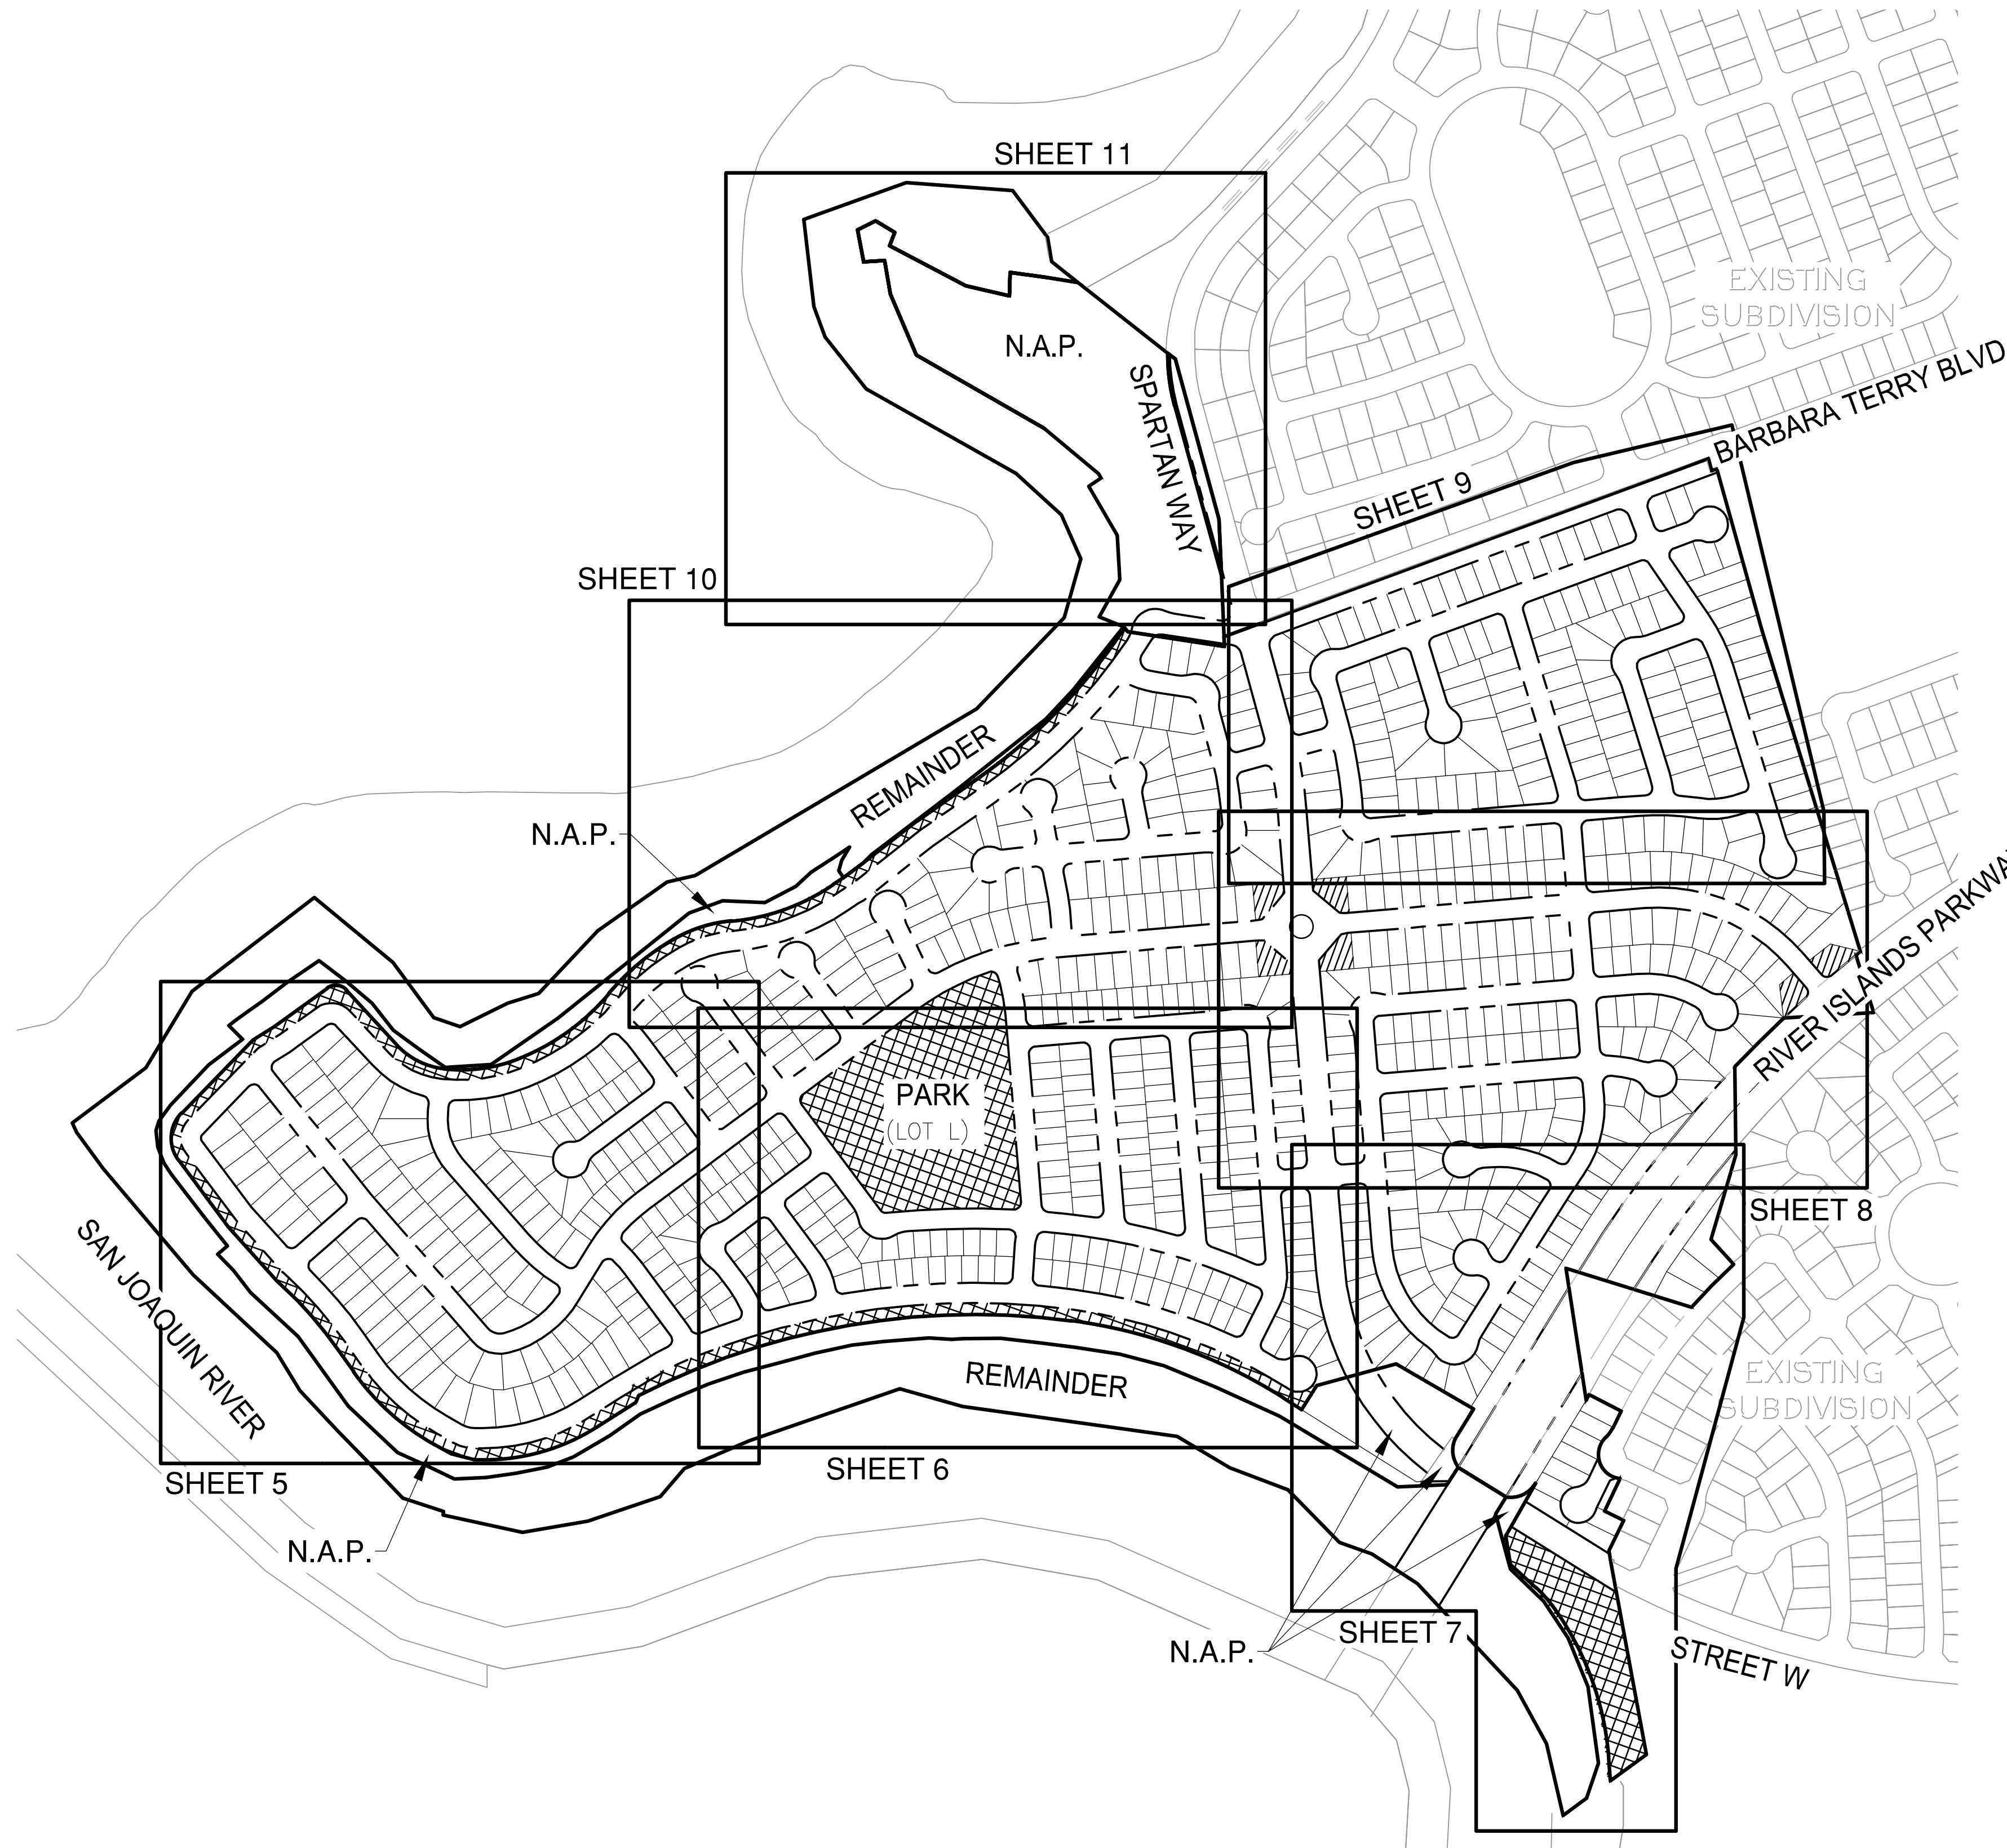 SHEET 11
EXISTING
SUBDIVISION
N.A.P.
BARBARA TERRY BLVD
SPARTAN WAY
SHEET 9
SHEET 10
REMAINDER
N.A.P.
RIVER ISLANDS PARKWAY
PARK
(LOT L)
SHEET 8
SAN JOAQUIN RIVER
REMAINDER
EXISTING
SUBDIVISION
SHEET 5
SHEET 6
N.A.P.
SHEET 7
N.A.P.
STREET W